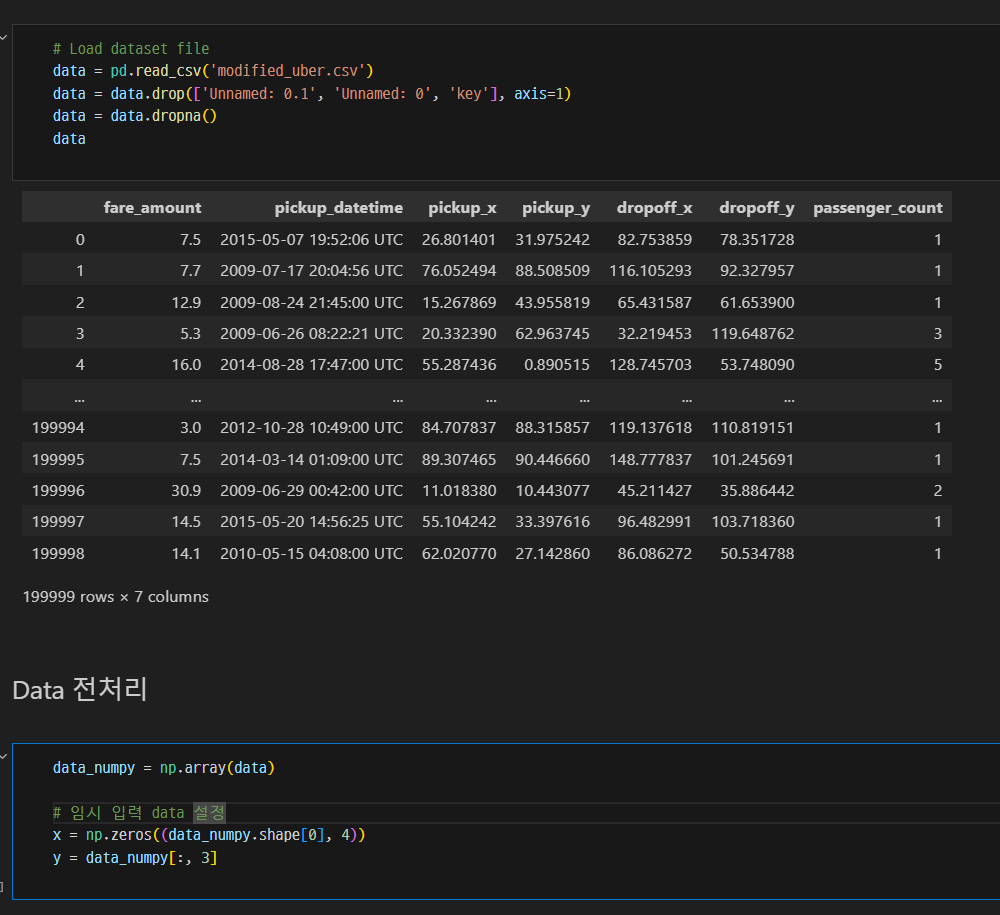 # Load dataset file
data = pd.read_csv('modified_uber.csv')
data = data.drop(['Unnamed: 0.1', 'Unnamed: 0', 'key'], axis=1)
data = data.dropna()
data
fare_amount pickup_datetime pickup_x pickup_y dropoff_x dropoff_y passenger_count
0 7.5 2015-05-07 19:52:06 UTC 26.801401 31.975242 82.753859 78.351728 1
1 7.7 2009-07-17 20:04:56 UTC 76.052494 88.508509 116.105293 92.327957 1
2 12.9 2009-08-24 21:45:00 UTC 15.267869 43.955819 65.431587 61.653900 1
3 5.3 2009-06-26 08:22:21 UTC 20.332390 62.963745 32.219453 119.648762 3
4 16.0 2014-08-28 17:47:00 UTC 55.287436 0.890515 128.745703 53.748090 5
... ... ... ... ... ... ... ...
199994 3.0 2012-10-28 10:49:00 UTC 84.707837 88.315857 119.137618 110.819151 1
199995 7.5 2014-03-14 01:09:00 UTC 89.307465 90.446660 148.777837 101.245691 1
199996 30.9 2009-06-29 00:42:00 UTC 11.018380 10.443077 45.211427 35.886442 2
199997 14.5 2015-05-20 14:56:25 UTC 55.104242 33.397616 96.482991 103.718360 1
199998 14.1 2010-05-15 04:08:00 UTC 62.020770 27.142860 86.086272 50.534788 1
199999 rows × 7 columns
Data 전처리
data_numpy = np.array(data)
# 임시 입력 data 설정
x = np.zeros((data_numpy.shape[0], 4))
y = data_numpy[:, 3]
]